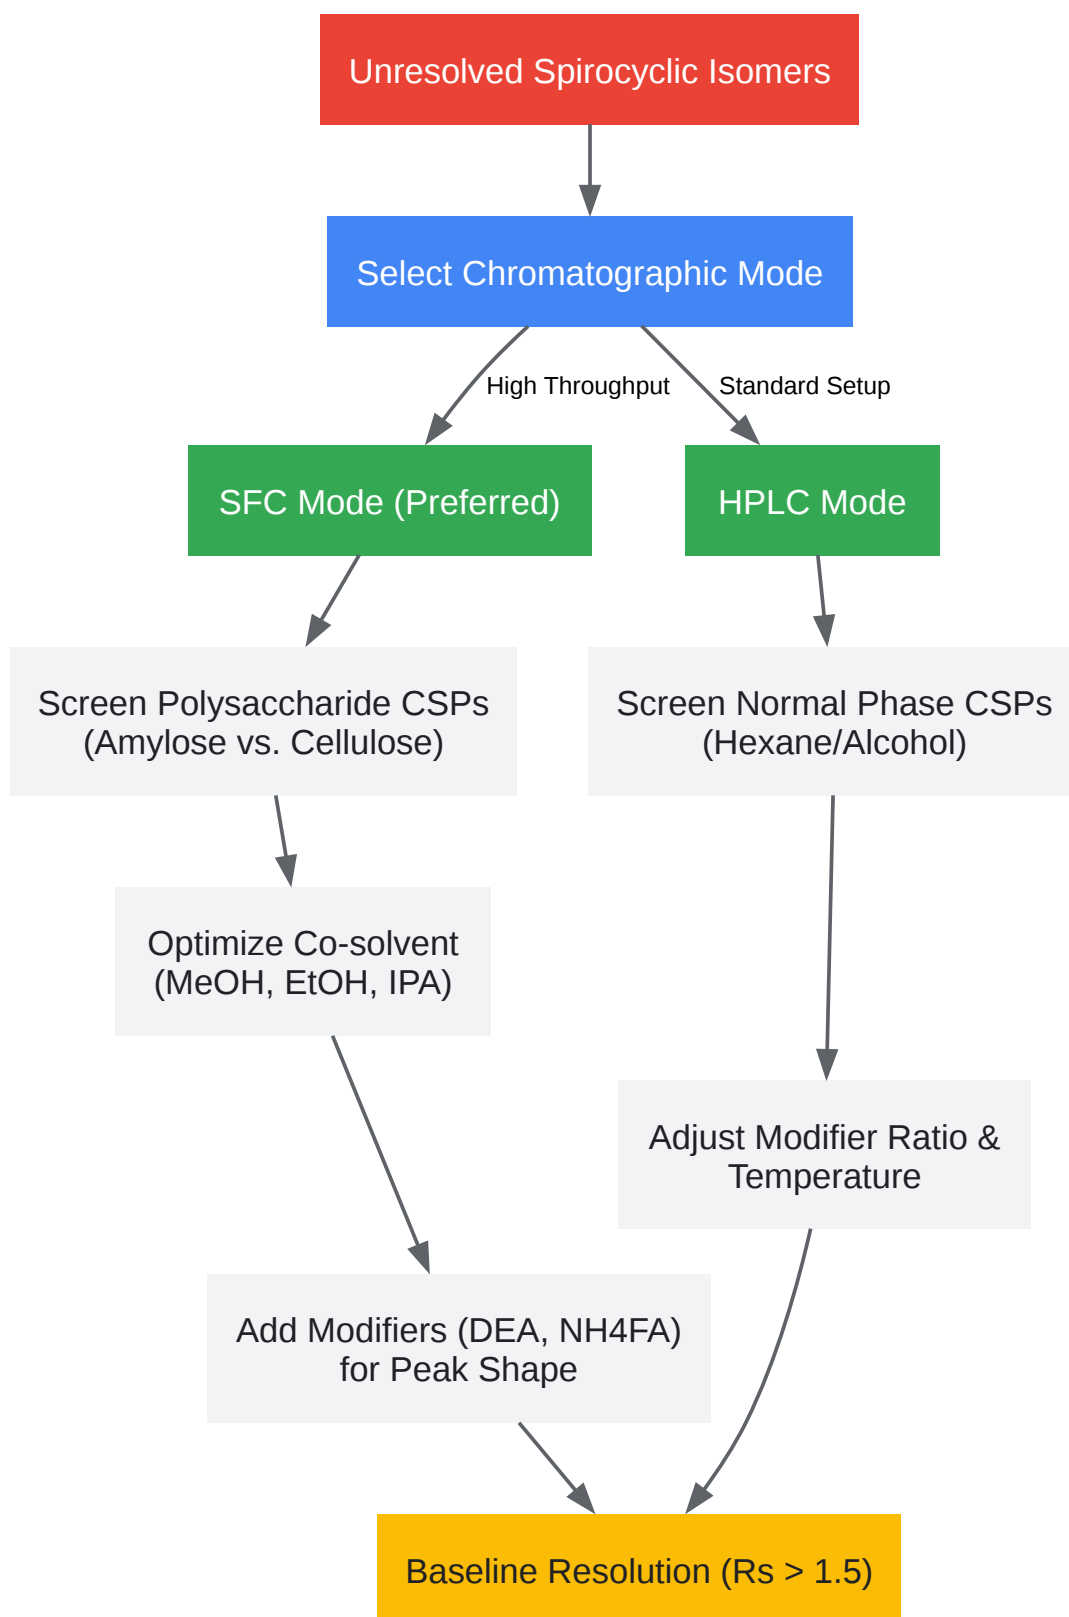 Unresolved Spirocyclic Isomers
Select Chromatographic Mode
High Throughput
Standard Setup
SFC Mode (Preferred)
HPLC Mode
Screen Polysaccharide CSPs
(Amylose vs. Cellulose)
Screen Normal Phase CSPs
(Hexane/Alcohol)
Optimize Co-solvent
(MeOH, EtOH, IPA)
Adjust Modifier Ratio &
Temperature
Add Modifiers (DEA, NH4FA)
for Peak Shape
Baseline Resolution (Rs > 1.5)